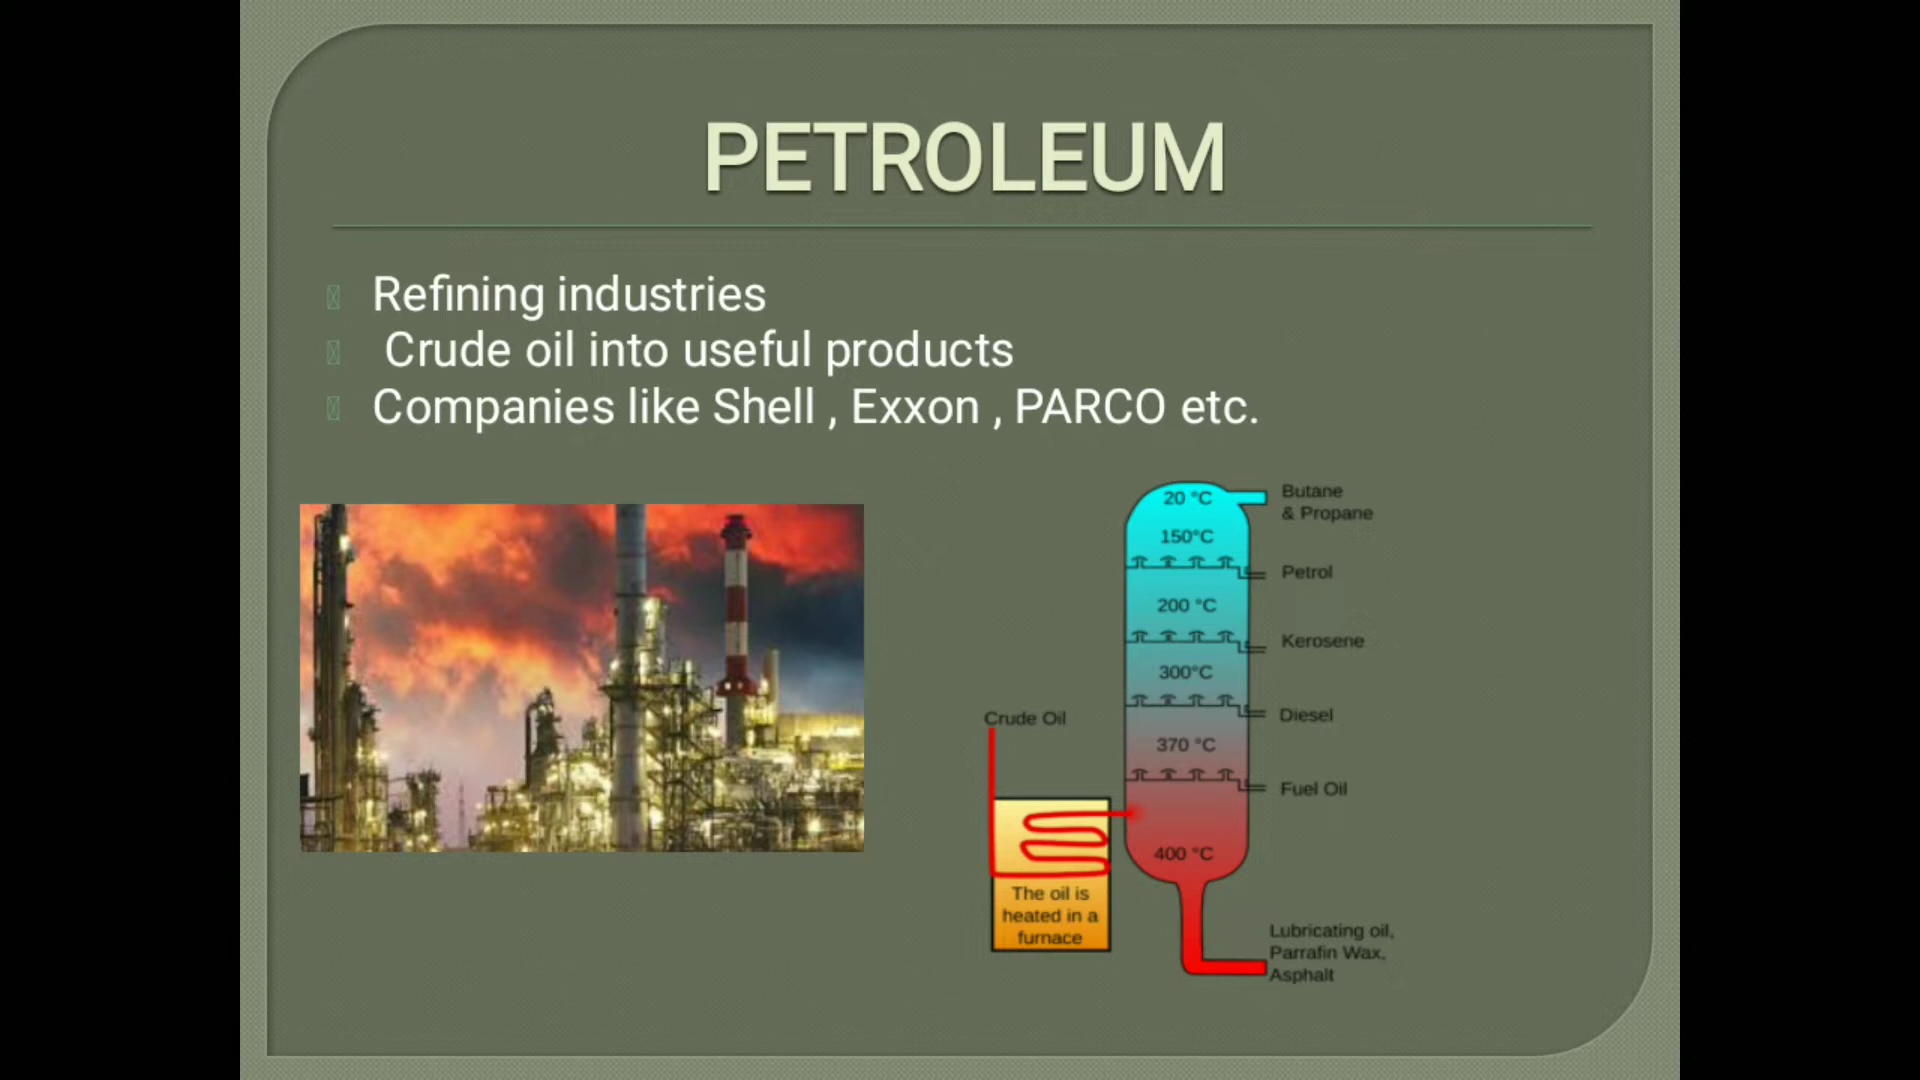 PETROLEUM
Refining industries
Crude oil into useful products
Companies like Shell , Exxon , PARCO etc.
20 °C
Butane
& Propane
150°C
Petrol
200 °C
Kerosene
300°C
Diesel
Crude Oil
370 °C
Fuel Oil
400 °C
The oil is
heated in a
furnace
Lubricating oil,
Parrafin Wax,
Asphalt